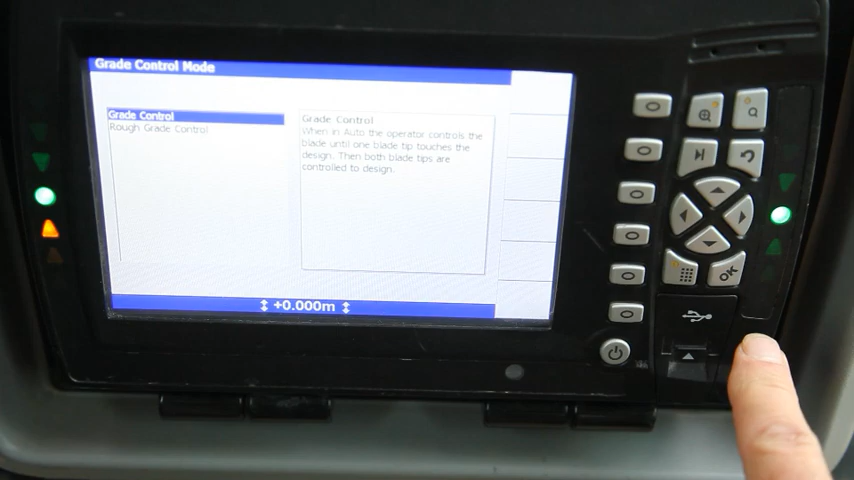 Grade Control Mode
Grade Control
Rough Grade Control
Grade Control
When in Auto the operator controls the
blade until one blade tip touches the
design. Then both blade tips are
controlled to design.
+0.000m
OK